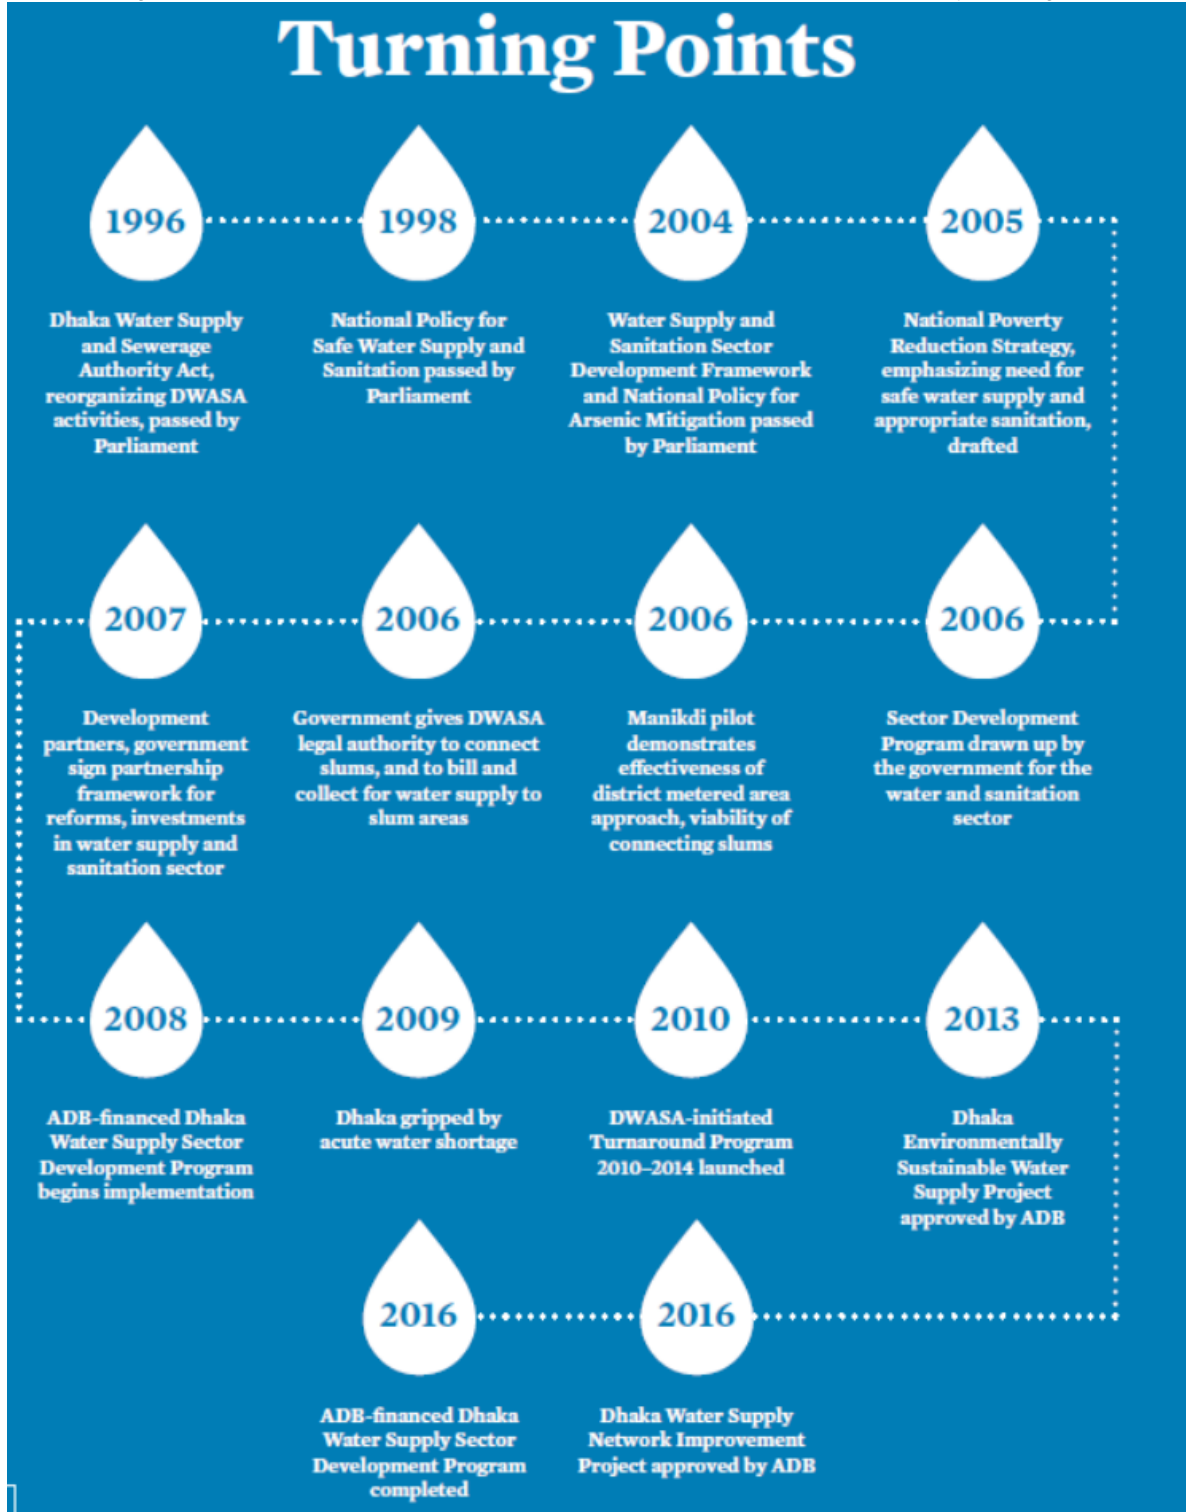 Turning Points
1996
Dhaka Water Supply
and Sewerage
Authority Act,
reorganizing DWASA
activities, passed by
Parliament
1998
National Policy for
Safe Water Supply and
Sanitation passed by
Parliament
2004
Water Supply and
Sanitation Sector
Development Framework
and National Policy for
Arsenic Mitigation passed
by Parliament
2005
National Poverty
Reduction Strategy,
emphasizing need for
safe water supply and
appropriate sanitation,
drafted
2006
Sector Development
Program drawn up by
the government for the
water and sanitation
sector
2006
Manikdi pilot
demonstrates
effectiveness of
district metered area
approach, viability of
connecting slums
2006
Government gives DWASA
legal authority to connect
slums, and to bill and
collect for water supply to
slum areas
2007
Development
partners, government
sign partnership
framework for
reforms, investments
in water supply and
sanitation sector
2008
ADB-financed Dhaka
Water Supply Sector
Development Program
begins implementation
2009
Dhaka gripped by
acute water shortage
2010
DWASA-initiated
Turnaround Program
2010–2014 launched
2013
Dhaka
Environmentally
Sustainable Water
Supply Project
approved by ADB
2016
Dhaka Water Supply
Network Improvement
Project approved by ADB
2016
ADB-financed Dhaka
Water Supply Sector
Development Program
completed